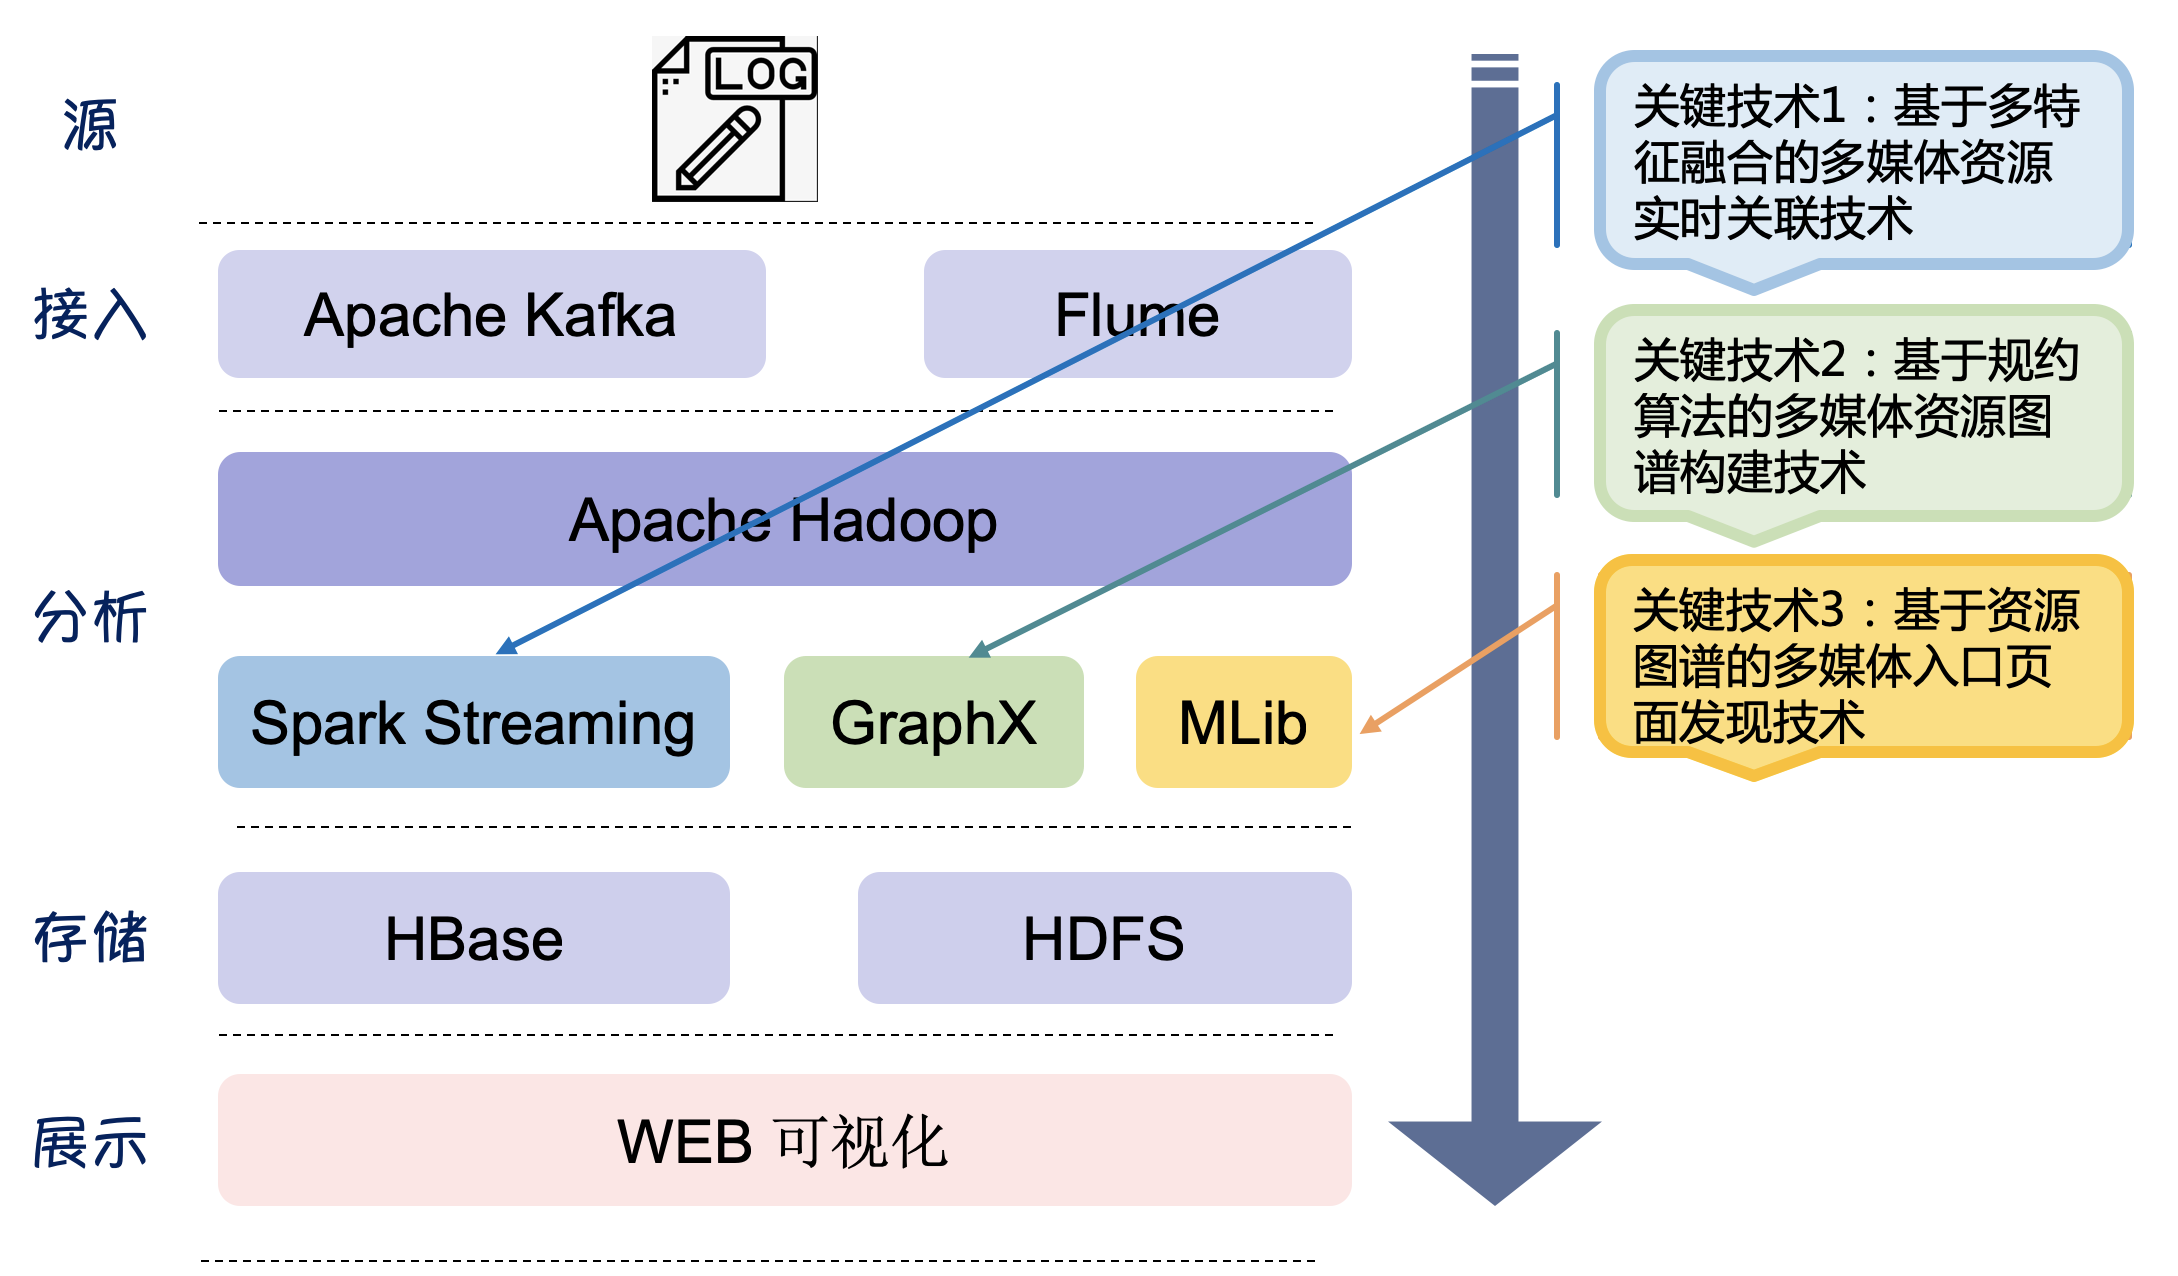 源
LOG
接入
Apache Kafka
Flume
分析
Apache Hadoop
Spark Streaming
GraphX
MLib
存储
HBase
HDFS
展示
WEB 可视化
关键技术1：基于多特
征融合的多媒体资源
实时关联技术
关键技术2：基于规约
算法的多媒体资源图
谱构建技术
关键技术3：基于资源
图谱的多媒体入口页
面发现技术